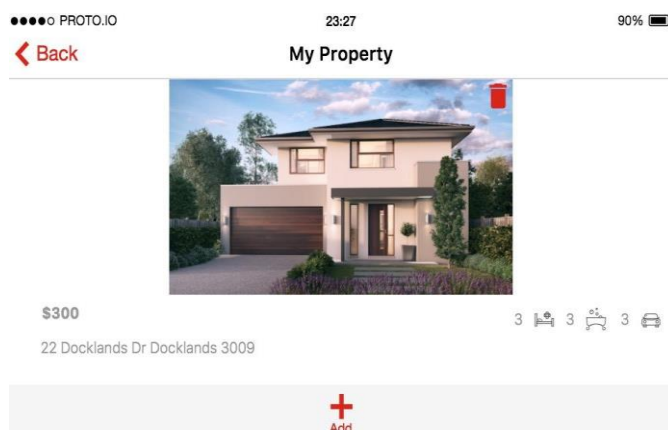 PROTO.IO 23:27 90%
Back My Property
$300
3 3 3
22 Docklands Dr Docklands 3009
Add